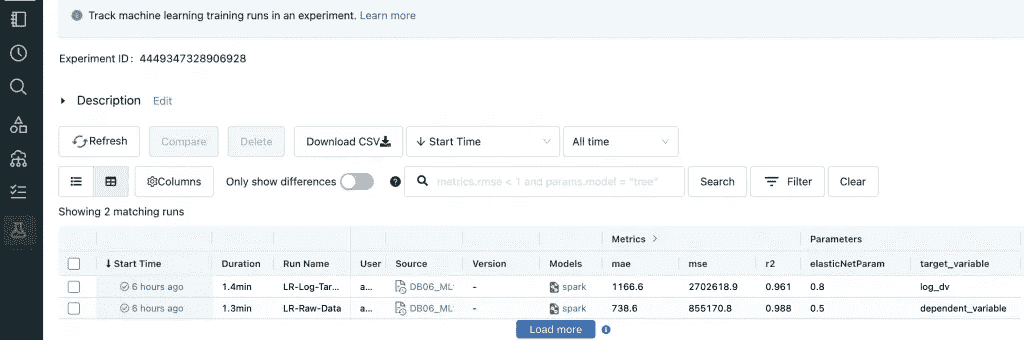 Track machine learning training runs in an experiment. Learn more
Experiment ID: 4449347328906928
Description Edit
Refresh Compare Delete Download CSV Start Time All time
Columns Only show differences metrics.rmse < 1 and params.model = "tree" Search Filter Clear
Showing 2 matching runs
Metrics Parameters
Start Time Duration Run Name User Source Version Models mae mse r2 elasticNetParam target_variable
6 hours ago 1.4min LR-Log-Tar... a... DB06_ML - spark 1166.6 2702618.9 0.961 0.8 log_dv
6 hours ago 1.3min LR-Raw-Data a... DB06_ML - spark 738.6 855170.8 0.988 0.5 dependent_variable
Load more